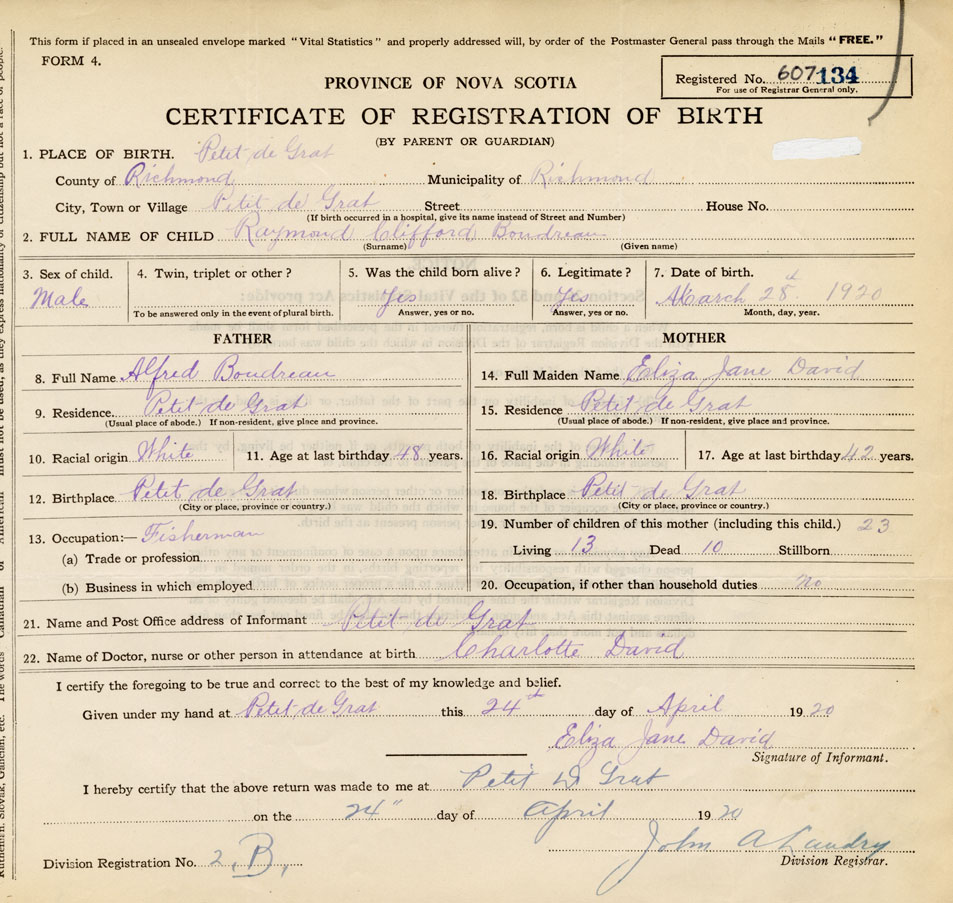 This form if placed in an unsealed envelope marked "Vital Statistics" and properly addressed will, by order of the Postmaster General pass through the Mails "FREE."
FORM 4.
PROVINCE OF NOVA SCOTIA
Registered No. 607134
For use of Registrar General only.
CERTIFICATE OF REGISTRATION OF BIRTH
(BY PARENT OR GUARDIAN)
1. PLACE OF BIRTH. Petit de Grat
County of Richmond Municipality of Richmond
City, Town or Village Petit de Grat Street House No.
(If birth occurred in a hospital, give its name instead of Street and Number)
2. FULL NAME OF CHILD Raymond Clifford Boudreau
(Surname) (Given name)
3. Sex of child. 4. Twin, triplet or other? 5. Was the child born alive? 6. Legitimate? 7. Date of birth.
Male Yes Yes March 28 1920
To be answered only in the event of plural birth. Answer, yes or no. Answer, yes or no. Month, day, year.
FATHER MOTHER
8. Full Name Alfred Boudreau 14. Full Maiden Name Eliza Jane David
9. Residence. Petit de Grat 15. Residence Petit de Grat
(Usual place of abode.) If non-resident, give place and province. (Usual place of abode.) If non-resident, give place and province.
10. Racial origin White 11. Age at last birthday 48 years. 16. Racial origin White 17. Age at last birthday 42 years.
12. Birthplace Petit de Grat 18. Birthplace Petit de Grat
(City or place, province or country.) (City or place, province or country.)
13. Occupation:— Fisherman 19. Number of children of this mother (including this child.) 23
(a) Trade or profession Living 13 Dead 10 Stillborn
(b) Business in which employed 20. Occupation, if other than household duties no
21. Name and Post Office address of Informant Petit de Grat
22. Name of Doctor, nurse or other person in attendance at birth Charlotte David
I certify the foregoing to be true and correct to the best of my knowledge and belief.
Given under my hand at Petit de Grat this 24th day of April 1920
Eliza Jane David
Signature of Informant.
I hereby certify that the above return was made to me at Petit D Grat
on the 24" day of April 1920
John A Landry
Division Registration No. 2, B, Division Registrar.